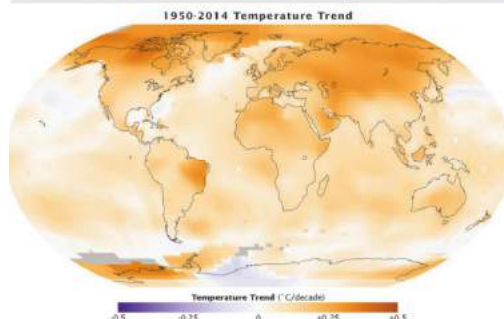 1950-2014 Temperature Trend
Temperature Trend (˚C/decade)
-0.5 -0.25 0 +0.25 +0.5